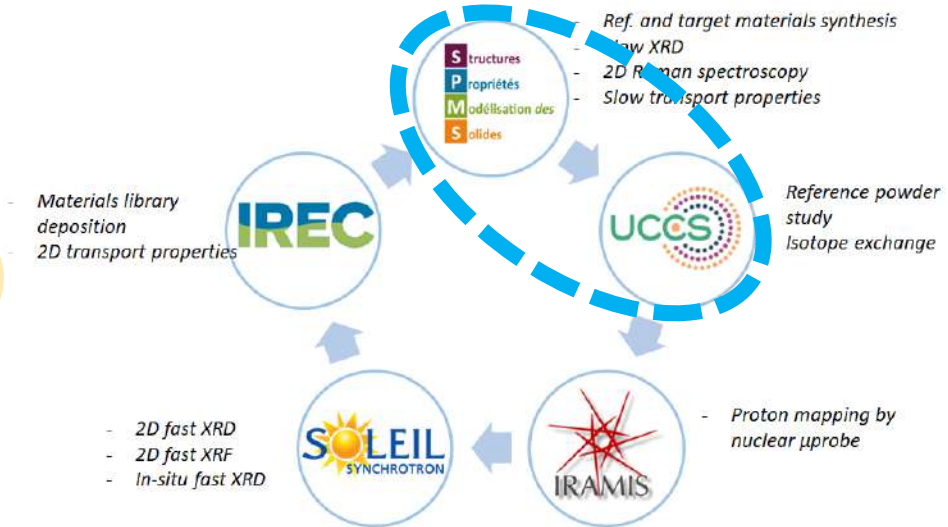 - Ref. and target materials synthesis
XRD
- 2D Raman spectroscopy
- Slow transport properties
Structures
Propriétés
Modélisation des
Solides
- Materials library
deposition
- 2D transport properties
IREC
UCCS
Reference powder
study
Isotope exchange
- 2D fast XRD
- 2D fast XRF
- In-situ fast XRD
SOLEIL
SYNCHROTRON
IRAMIS
- Proton mapping by
nuclear µprobe